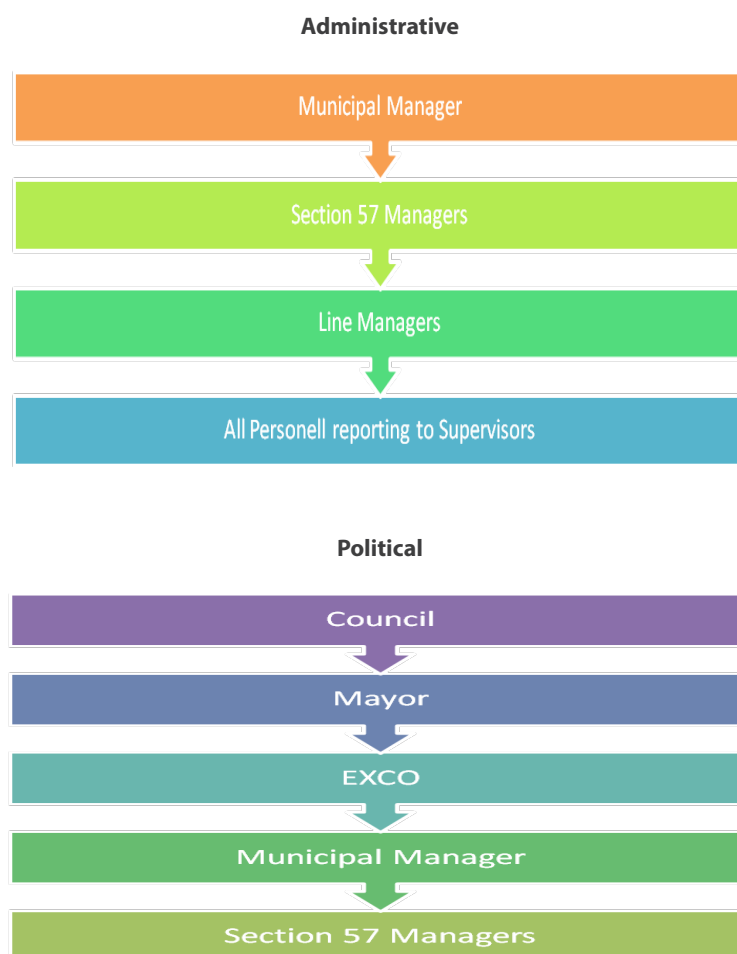 Administrative
Municipal Manager
Section 57 Managers
Line Managers
All Personell reporting to Supervisors
Political
Council
Mayor
EXCO
Municipal Manager
Section 57 Managers